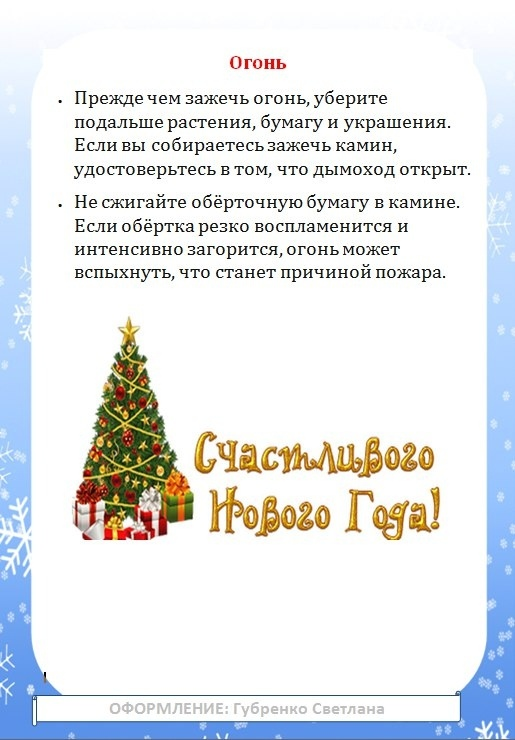 Огонь
• Прежде чем зажечь огонь, уберите
подальше растения, бумагу и украшения.
Если вы собираетесь зажечь камин,
удостоверьтесь в том, что дымоход открыт.
• Не сжигайте обёрточную бумагу в камине.
Если обёртка резко воспламенится и
интенсивно загорится, огонь может
вспыхнуть, что станет причиной пожара.
Счастливого
Нового Года!
ОФОРМЛЕНИЕ: Губренко Светлана